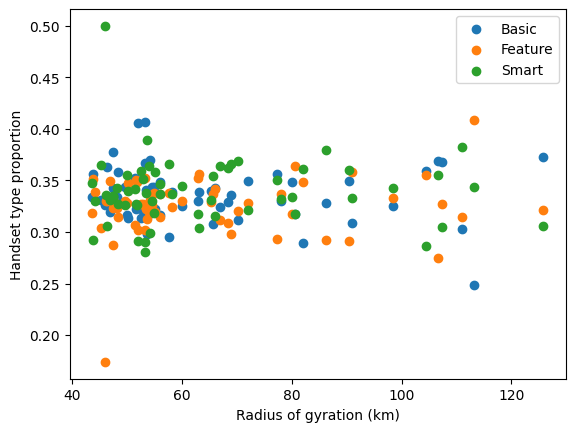 Basic
Feature
Smart
0.50
0.45
0.40
0.35
0.30
0.25
0.20
Handset type proportion
40 60 80 100 120
Radius of gyration (km)